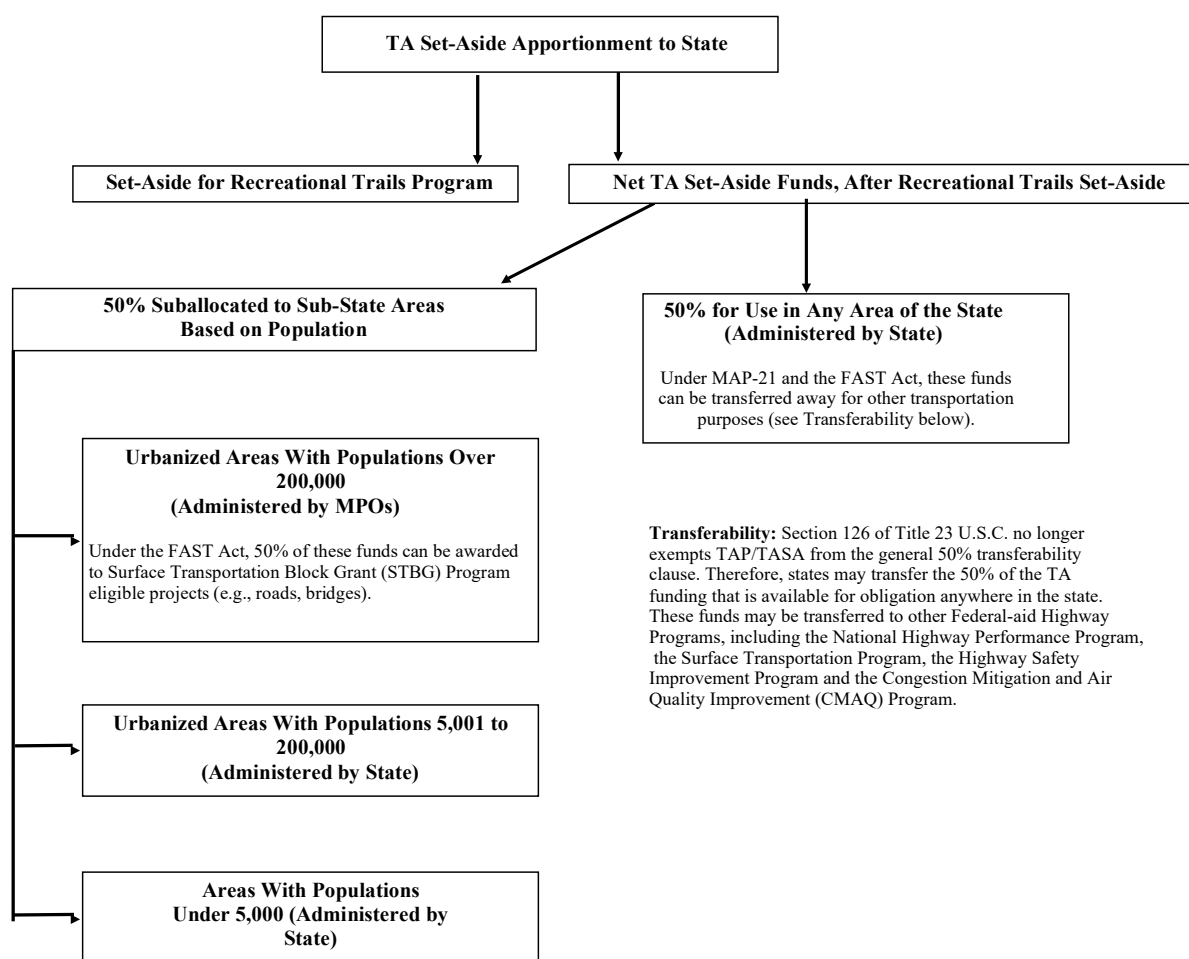 TA Set-Aside Apportionment to State
Set-Aside for Recreational Trails Program
Net TA Set-Aside Funds, After Recreational Trails Set-Aside
50% Suballocated to Sub-State Areas
Based on Population
50% for Use in Any Area of the State
(Administered by State)
Under MAP-21 and the FAST Act, these funds
can be transferred away for other transportation
purposes (see Transferability below).
Urbanized Areas With Populations Over
200,000
(Administered by MPOs)
Under the FAST Act, 50% of these funds can be awarded
to Surface Transportation Block Grant (STBG) Program
eligible projects (e.g., roads, bridges).
Transferability: Section 126 of Title 23 U.S.C. no longer
exempts TAP/TASA from the general 50% transferability
clause. Therefore, states may transfer the 50% of the TA
funding that is available for obligation anywhere in the state.
These funds may be transferred to other Federal-aid Highway
Programs, including the National Highway Performance Program,
the Surface Transportation Program, the Highway Safety
Improvement Program and the Congestion Mitigation and Air
Quality Improvement (CMAQ) Program.
Urbanized Areas With Populations 5,001 to
200,000
(Administered by State)
Areas With Populations
Under 5,000 (Administered by
State)